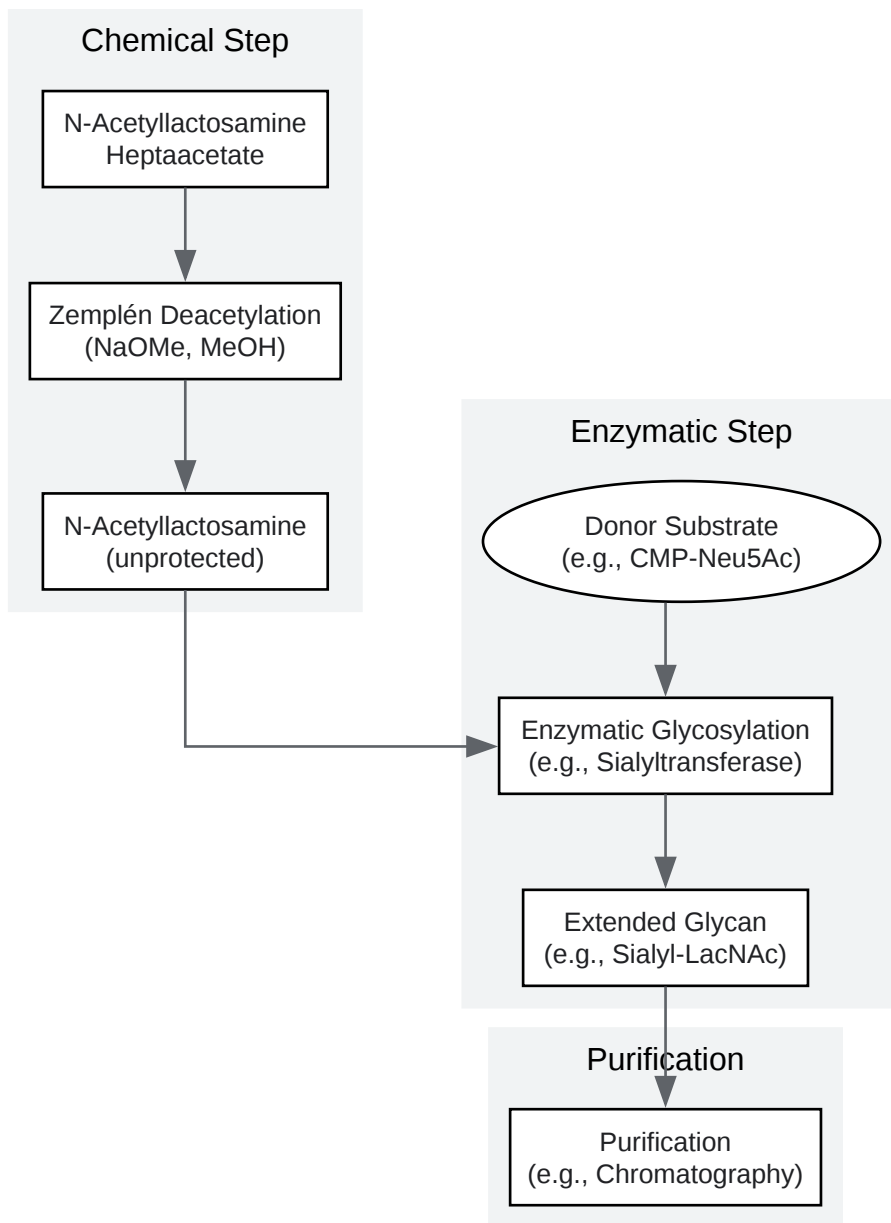 Chemical Step
N-Acetyllactosamine
Heptaacetate
Zemplén Deacetylation
(NaOMe, MeOH)
N-Acetyllactosamine
(unprotected)
Enzymatic Step
Donor Substrate
(e.g., CMP-Neu5Ac)
Enzymatic Glycosylation
(e.g., Sialyltransferase)
Extended Glycan
(e.g., Sialyl-LacNAc)
Purification
Purification
(e.g., Chromatography)